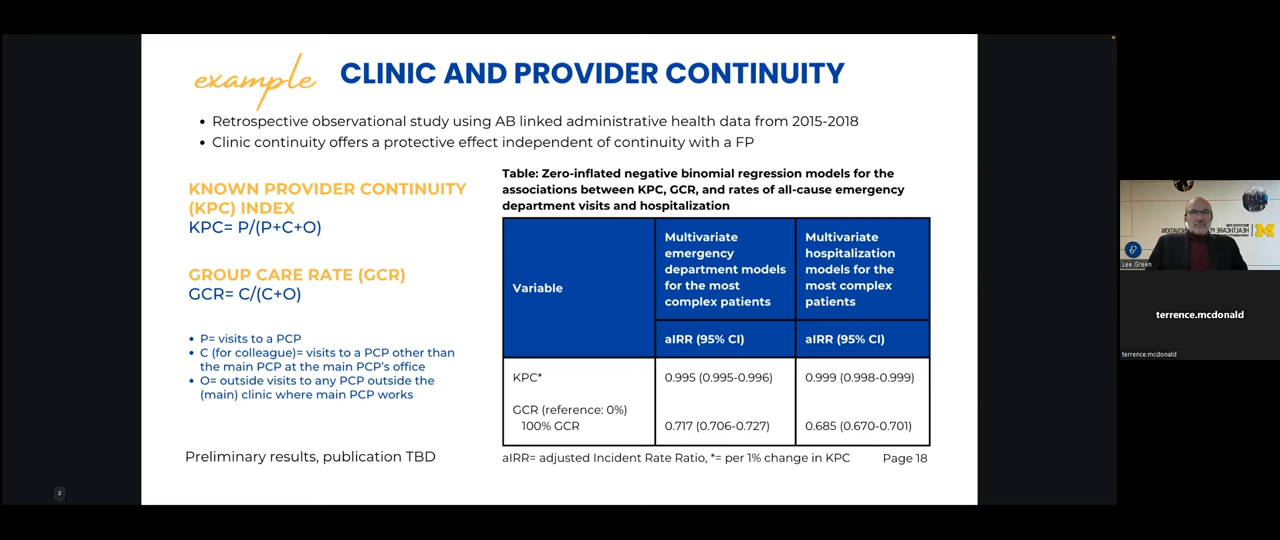 example CLINIC AND PROVIDER CONTINUITY
• Retrospective observational study using AB linked administrative health data from 2015-2018
• Clinic continuity offers a protective effect independent of continuity with a FP
KNOWN PROVIDER CONTINUITY
(KPC) INDEX
KPC= P/(P+C+O)
GROUP CARE RATE (GCR)
GCR= C/(C+O)
• P= visits to a PCP
• C (for colleague)= visits to a PCP other than
the main PCP at the main PCP's office
• O= outside visits to any PCP outside the
(main) clinic where main PCP works
Preliminary results, publication TBD
Table: Zero-inflated negative binomial regression models for the
associations between KPC, GCR, and rates of all-cause emergency
department visits and hospitalization
Variable
Multivariate
emergency
department models
for the most
complex patients
Multivariate
hospitalization
models for the
most complex
patients
aIRR (95% CI)
aIRR (95% CI)
KPC*
0.995 (0.995-0.996)
0.999 (0.998-0.999)
GCR (reference: 0%)
100% GCR
0.717 (0.706-0.727)
0.685 (0.670-0.701)
aIRR= adjusted Incident Rate Ratio, *= per 1% change in KPC
Page 18
2
Lee Green
terrence.mcdonald
terrence.mcdonald